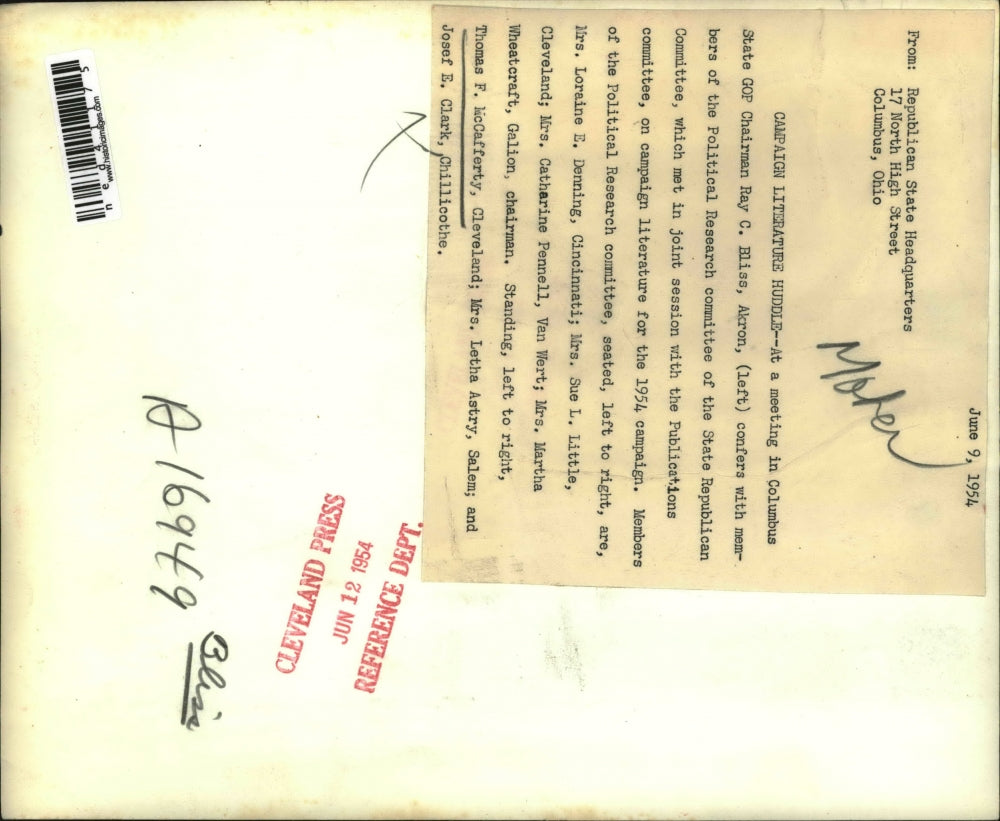 June 9, 1954
From: Republican State Headquarters
17 North High Street
Columbus, Ohio
CAMPAIGN LITERATURE HUDDLE--At a meeting in Columbus
State GOP Chairman Ray C. Bliss, Akron, (left) confers with mem-
bers of the Political Research committee of the State Republican
Committee, which met in joint session with the Publications
committee, on campaign literature for the 1954 campaign. Members
of the Political Research committee, seated, left to right, are,
Mrs. Loraine E. Denning, Cincinnati; Mrs. Sue L. Little,
Cleveland; Mrs. Catharine Pennell, Van Wert; Mrs. Martha
Wheatcraft, Galion, chairman. Standing, left to right,
Thomas F. McCafferty, Cleveland; Mrs. Letha Astry, Salem; and
Josef E. Clark, Chillicothe.
CLEVELAND PRESS
JUN 12 1954
REFERENCE DEPT.
A-16949
Bliss
www.historicimages.com